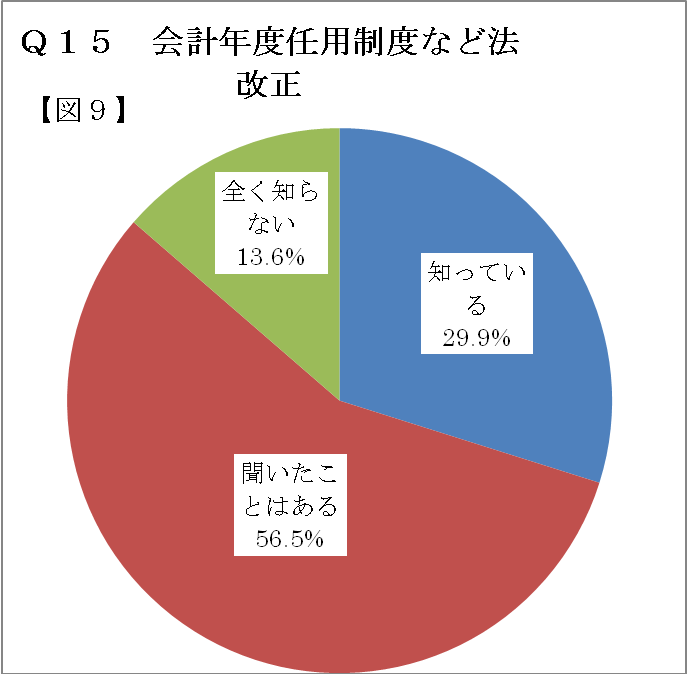 Ｑ１５　会計年度任用制度など法
改正
【図９】
全く知ら
ない
13.6%
知ってい
る
29.9%
聞いたこ
とはある
56.5%